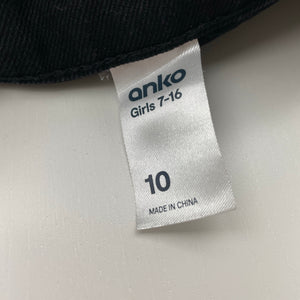 anko
Girls 7-16
10
MADE IN CHINA